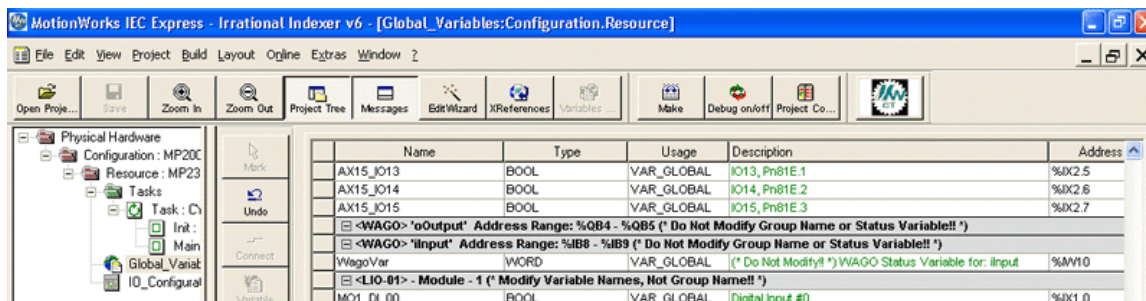 MotionWorks IEC Express - Irrational Indexer v6 - [Global_Variables:Configuration.Resource]
File Edit View Project Build Layout Online Extras Window ?
Open Proje... Save Zoom In Zoom Out Project Tree Messages Edit Wizard XReferences Variables ... Make Debug on/off Project Co...
Physical Hardware
Configuration : MP200
Resource : MP23
Tasks
Task :
Init :
Main
Global_Variat
IO_Configural
Mark
Undo
Connect
Variable
Name Type Usage Description Address
AX15_IO13 BOOL VAR_GLOBAL IO13, Pn81E.1 %IX2.5
AX15_IO14 BOOL VAR_GLOBAL IO14, Pn81E.2 %IX2.6
AX15_IO15 BOOL VAR_GLOBAL IO15, Pn81E.3 %IX2.7
<WAGO> 'oOutput' Address Range: %QB4 - %QB5 (* Do Not Modify Group Name or Status Variable!! *)
<WAGO> 'iInput' Address Range: %IB8 - %IB9 (* Do Not Modify Group Name or Status Variable!! *)
WagoVar WORD VAR_GLOBAL (* Do Not Modify!! *) WAGO Status Variable for: iInput %IW10
<LIO-01> - Module - 1 (* Modify Variable Names, Not Group Name!! *)
MO1_DI_00 BOOL VAR_GLOBAL Digital Input #0 %IX1.0